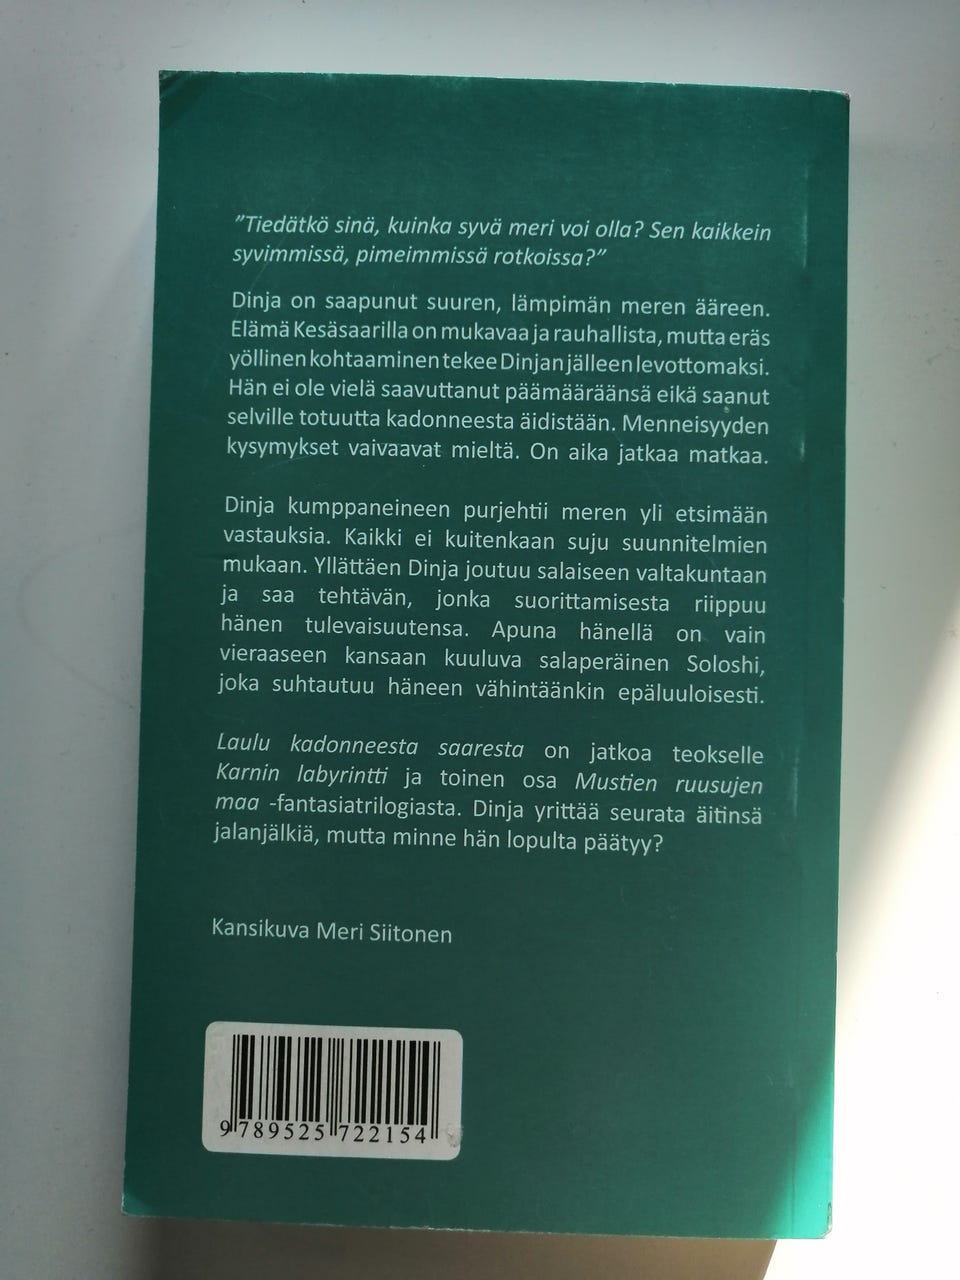 ”Tiedätkö sinä, kuinka syvä meri voi olla? Sen kaikkein
syvimmissä, pimeimmissä rotkoissa?”
Dinja on saapunut suuren, lämpimän meren ääreen.
Elämä Kesäsaarilla on mukavaa ja rauhallista, mutta eräs
yöllinen kohtaaminen tekee Dinjan jälleen levottomaksi.
Hän ei ole vielä saavuttanut päämääräänsä eikä saanut
selville totuutta kadonneesta äidistään. Menneisyyden
kysymykset vaivaavat mieltä. On aika jatkaa matkaa.
Dinja kumppaneineen purjehtii meren yli etsimään
vastauksia. Kaikki ei kuitenkaan suju suunnitelmien
mukaan. Yllättäen Dinja joutuu salaiseen valtakuntaan
ja saa tehtävän, jonka suorittamisesta riippuu
hänen tulevaisuutensa. Apuna hänellä on vain
vieraaseen kansaan kuuluva salaperäinen Soloshi,
joka suhtautuu häneen vähintäänkin epäluuloisesti.
Laulu kadonneesta saaresta on jatkoa teokselle
Karnin labyrintti ja toinen osa Mustien ruusujen
maa -fantasiatrilogiasta. Dinja yrittää seurata äitinsä
jalanjälkiä, mutta minne hän lopulta päätyy?
Kansikuva Meri Siitonen
9 789525 722154